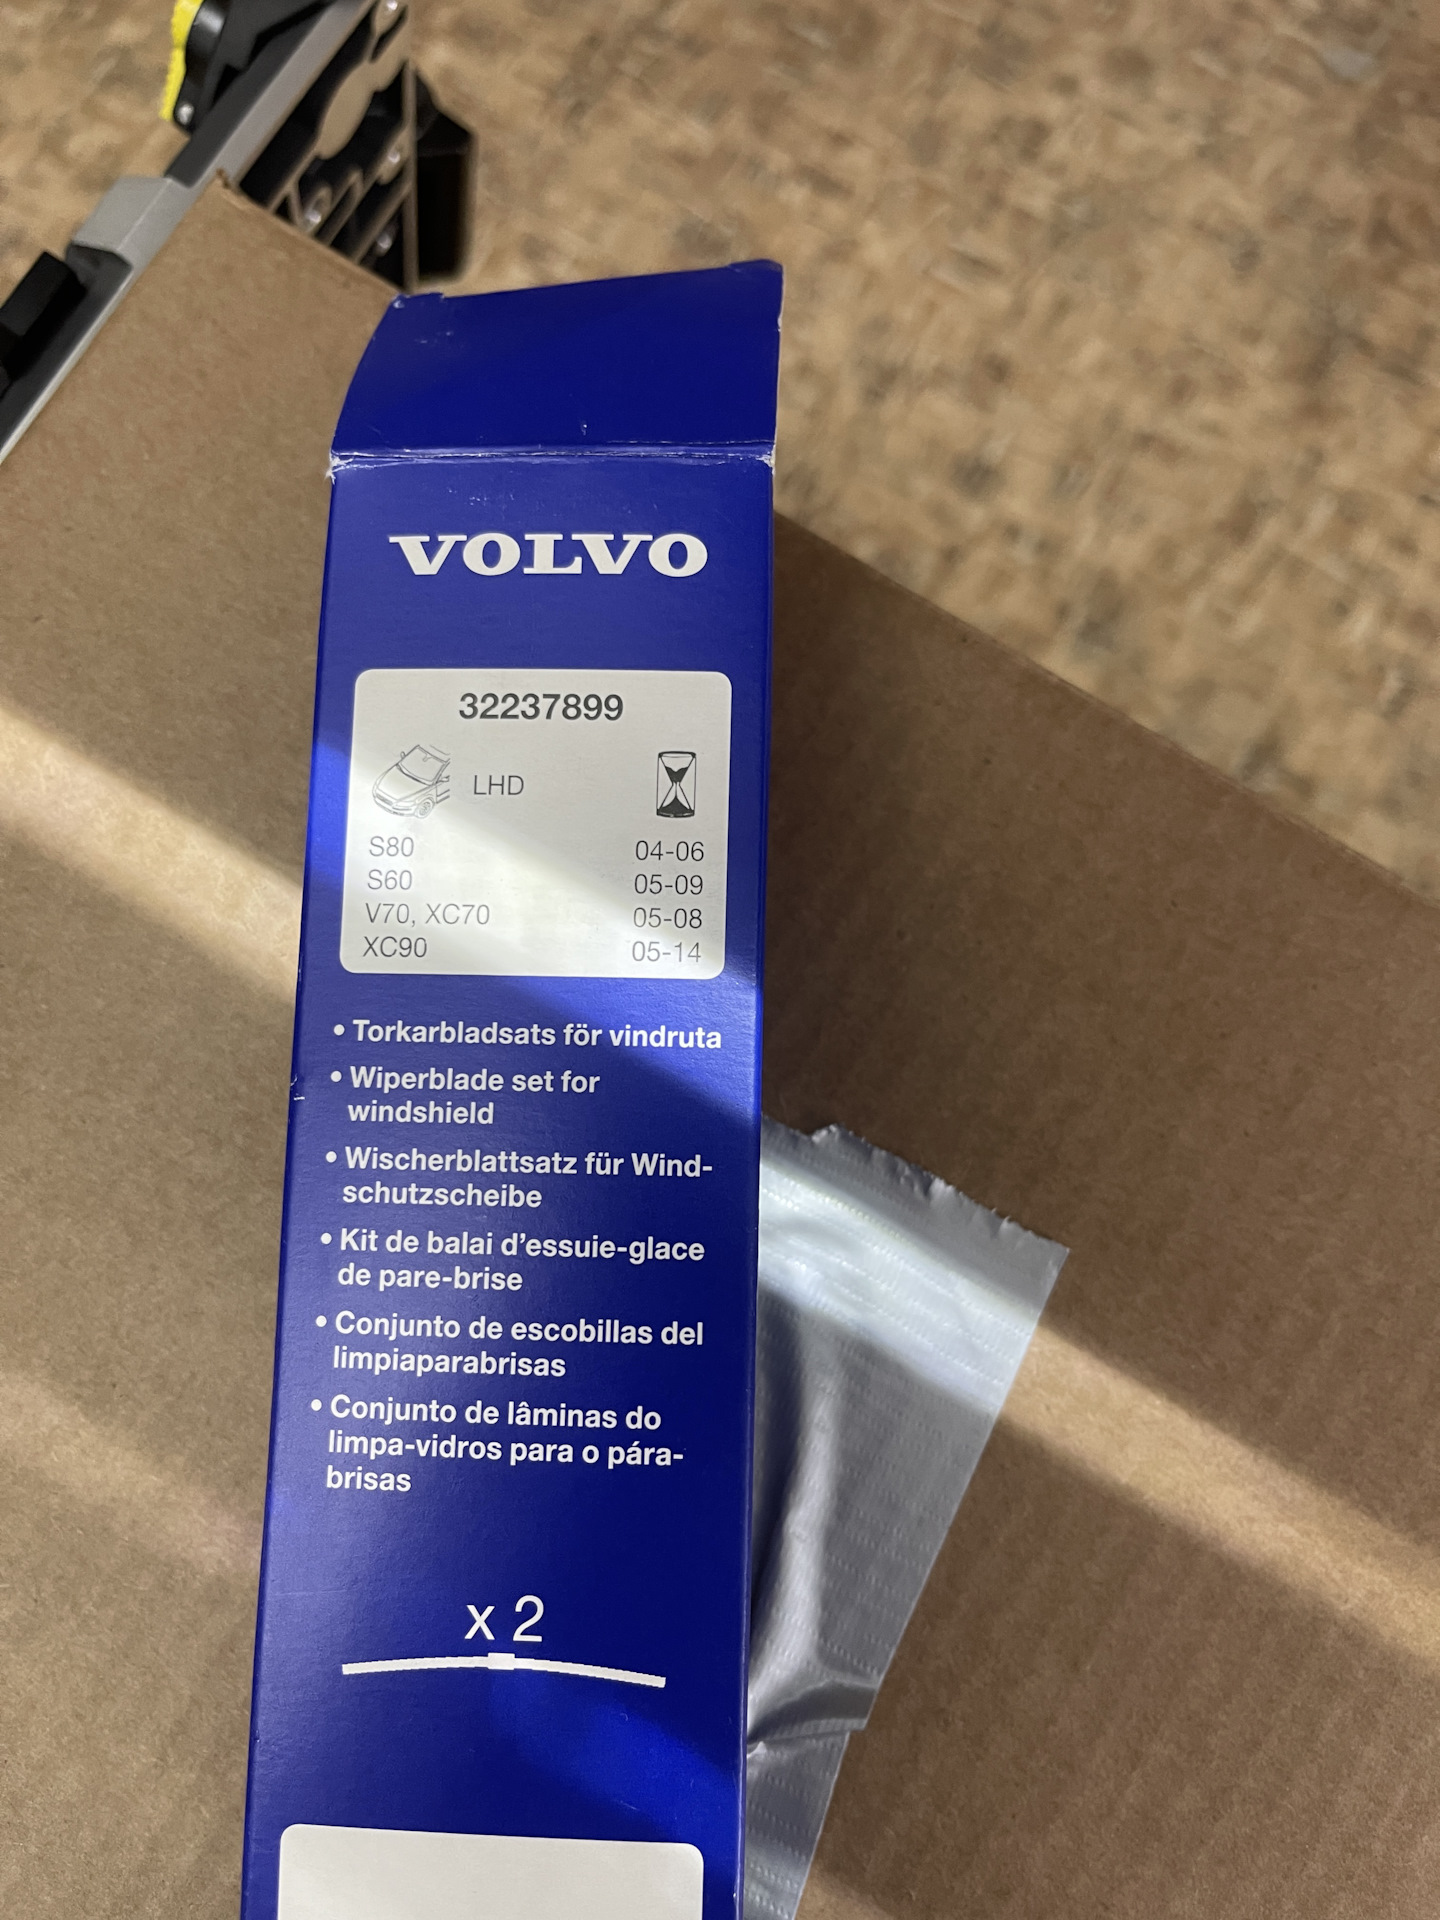 VOLVO
32237899
LHD
S80 04-06
S60 05-09
V70, XC70 05-08
XC90 05-14
• Torkarbladsats för vindruta
• Wiperblade set for
windshield
• Wischerblattsatz für Wind-
schutzscheibe
• Kit de balai d'essuie-glace
de pare-brise
• Conjunto de escobillas del
limpiaparabrisas
• Conjunto de lâminas do
limpa-vidros para o pára-
brisas
x 2